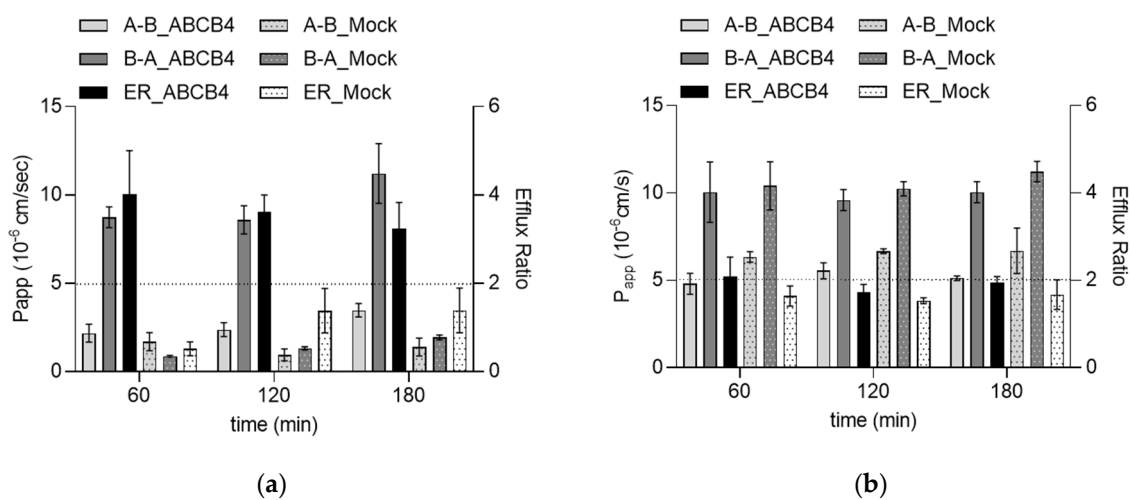 A-B_ABCB4 A-B_Mock
B-A_ABCB4 B-A_Mock
ER_ABCB4 ER_Mock
15 6
10 4
5 2
0 0
Papp (10⁻⁶ cm/sec)
Efflux Ratio
60 120 180
time (min)
(a)
A-B_ABCB4 A-B_Mock
B-A_ABCB4 B-A_Mock
ER_ABCB4 ER_Mock
15 6
10 4
5 2
0 0
Papp (10⁻⁶cm/s)
Efflux Ratio
60 120 180
time (min)
(b)